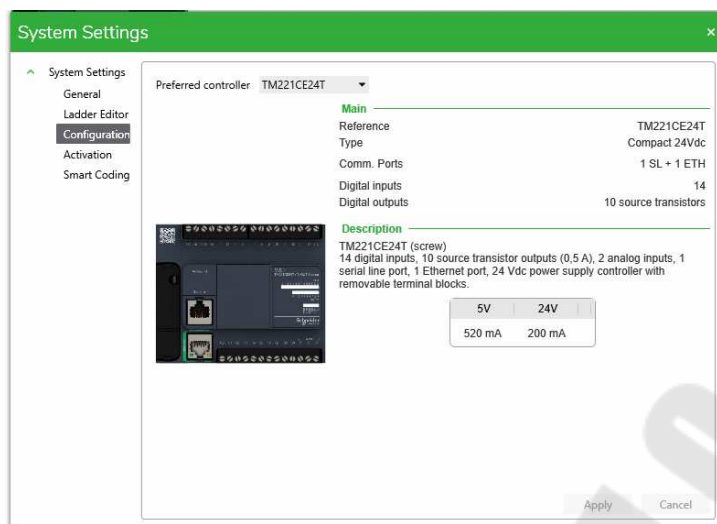 System Settings
×
System Settings
General
Ladder Editor
Configuration
Activation
Smart Coding
Preferred controller TM221CE24T
Main
Reference TM221CE24T
Type Compact 24Vdc
Comm. Ports 1 SL + 1 ETH
Digital inputs 14
Digital outputs 10 source transistors
Description
TM221CE24T (screw)
14 digital inputs, 10 source transistor outputs (0,5 A), 2 analog inputs, 1
serial line port, 1 Ethernet port, 24 Vdc power supply controller with
removable terminal blocks.
5V 24V
520 mA 200 mA
Apply Cancel